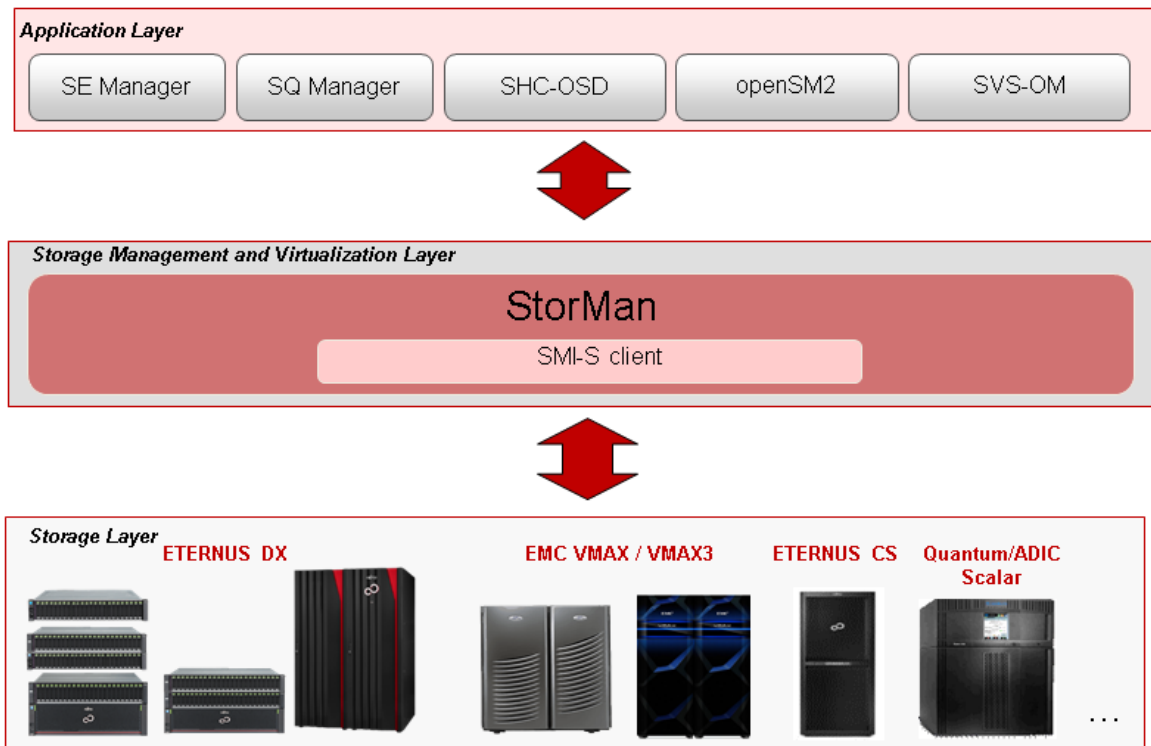 Application Layer
SE Manager
SQ Manager
SHC-OSD
openSM2
SVS-OM
Storage Management and Virtualization Layer
StorMan
SMI-S client
Storage Layer
ETERNUS DX
EMC VMAX / VMAX3
ETERNUS CS
Quantum/ADIC
Scalar
...